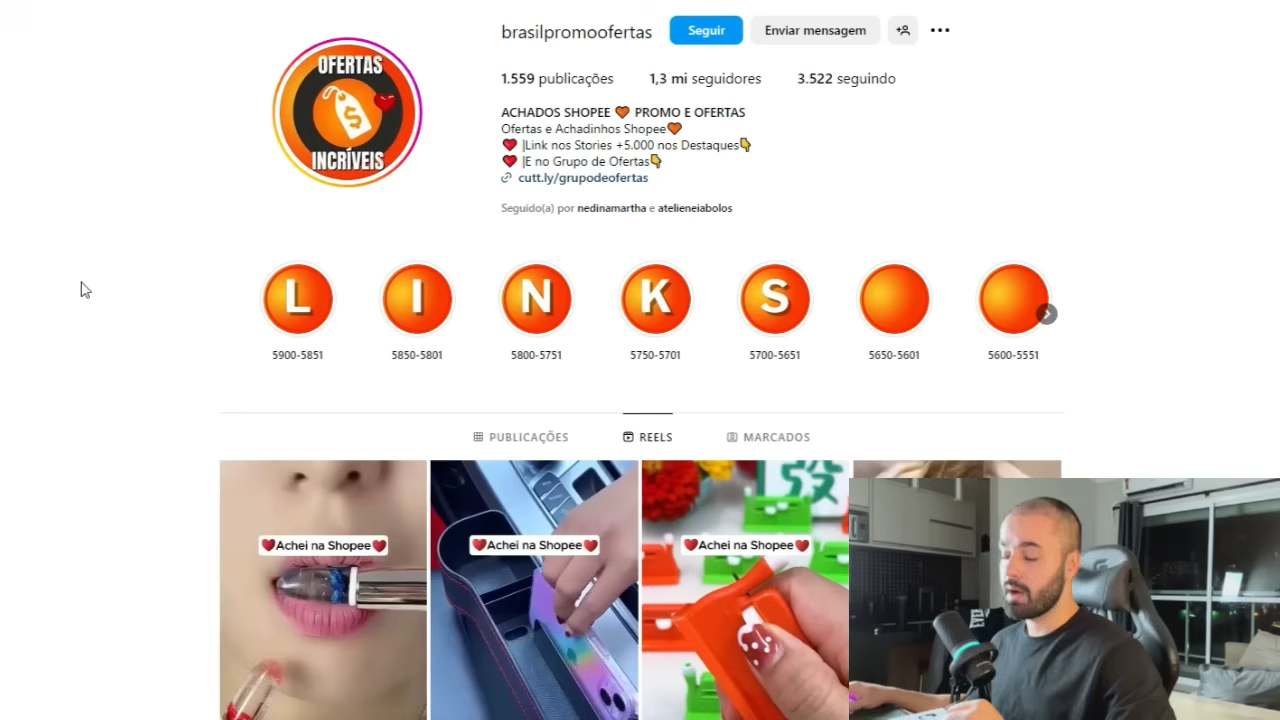 brasilpromoofertas
Seguir
Enviar mensagem
OFERTAS
INCRÍVEIS
1.559 publicações
1,3 mi seguidores
3.522 seguindo
ACHADOS SHOPEE 🧡 PROMO E OFERTAS
Ofertas e Achadinhos Shopee🧡
❤️ |Link nos Stories +5.000 nos Destaques👇
❤️ |E no Grupo de Ofertas👇
cutt.ly/grupodeofertas
Seguido(a) por nedinamartha e atelieneiabolos
L I N K S
5900-5851
5850-5801
5800-5751
5750-5701
5700-5651
5650-5601
5600-5551
PUBLICAÇÕES
REELS
MARCADOS
❤️Achei na Shopee❤️
❤️Achei na Shopee❤️
❤️Achei na Shopee❤️
發